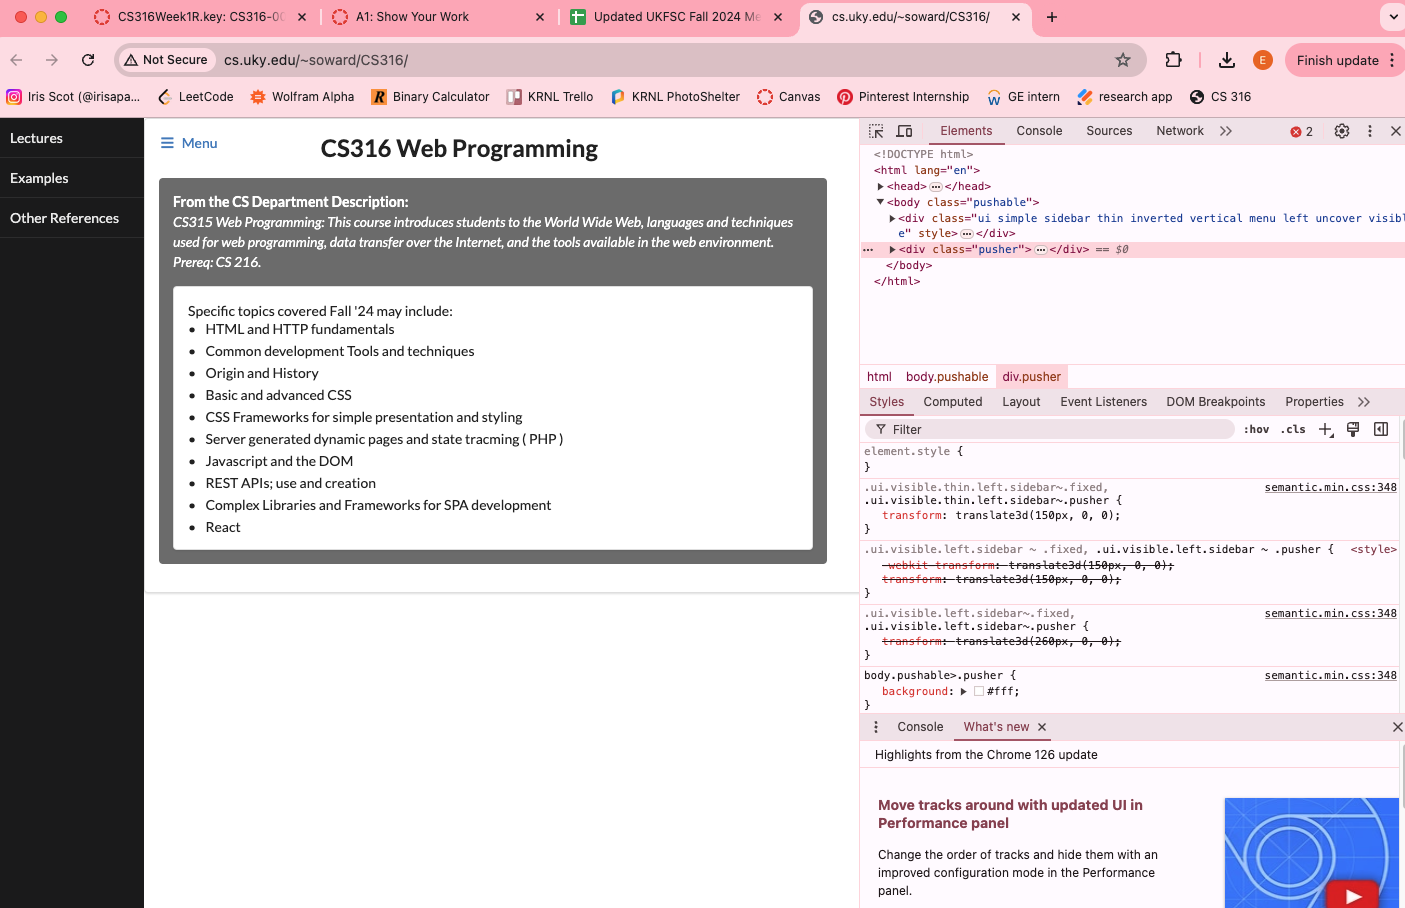 CS316Week1R.key: CS316-00
A1: Show Your Work
Updated UKFSC Fall 2024 Me
cs.uky.edu/~soward/CS316/
Not Secure
cs.uky.edu/~soward/CS316/
E
Finish update
Iris Scot (@irisapa...
LeetCode
Wolfram Alpha
R Binary Calculator
KRNL Trello
KRNL PhotoShelter
Canvas
Pinterest Internship
W GE intern
research app
CS 316
Lectures
Examples
Other References
Menu
CS316 Web Programming
From the CS Department Description:
CS315 Web Programming: This course introduces students to the World Wide Web, languages and techniques
used for web programming, data transfer over the Internet, and the tools available in the web environment.
Prereq: CS 216.
Specific topics covered Fall '24 may include:
• HTML and HTTP fundamentals
• Common development Tools and techniques
• Origin and History
• Basic and advanced CSS
• CSS Frameworks for simple presentation and styling
• Server generated dynamic pages and state tracming ( PHP )
• Javascript and the DOM
• REST APIs; use and creation
• Complex Libraries and Frameworks for SPA development
• React
Elements
Console
Sources
Network
2
<!DOCTYPE html>
<html lang="en">
<head> ... </head>
<body class="pushable">
<div class="ui simple sidebar thin inverted vertical menu left uncover visibl
e" style> ... </div>
... <div class="pusher"> ... </div> == $0
</body>
</html>
html
body.pushable
div.pusher
Styles
Computed
Layout
Event Listeners
DOM Breakpoints
Properties
Filter
:hov
.cls
element.style {
}
.ui.visible.thin.left.sidebar~.fixed, semantic.min.css:348
.ui.visible.thin.left.sidebar~.pusher {
transform: translate3d(150px, 0, 0);
}
.ui.visible.left.sidebar ~ .fixed, .ui.visible.left.sidebar ~ .pusher { <style>
-webkit-transform: translate3d(150px, 0, 0);
transform: translate3d(150px, 0, 0);
}
.ui.visible.left.sidebar~.fixed, semantic.min.css:348
.ui.visible.left.sidebar~.pusher {
transform: translate3d(260px, 0, 0);
}
body.pushable>.pusher { semantic.min.css:348
background: #fff;
}
Console
What's new
Highlights from the Chrome 126 update
Move tracks around with updated UI in
Performance panel
Change the order of tracks and hide them with an
improved configuration mode in the Performance
panel.